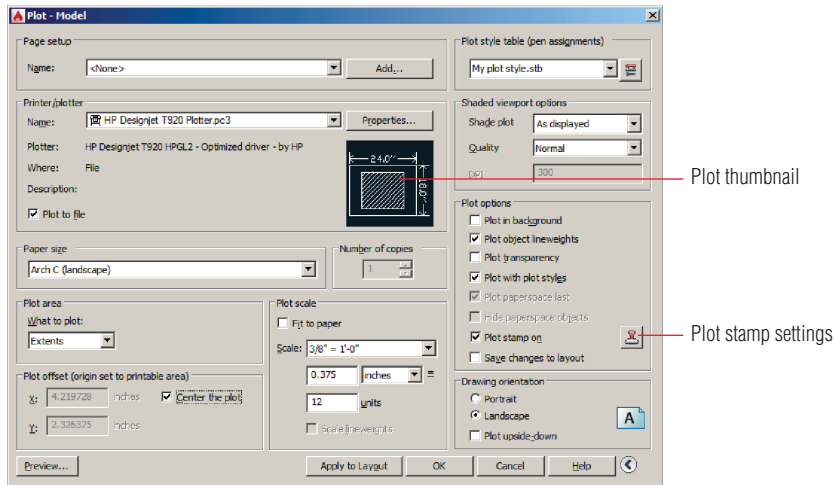 Plot - Model
Page setup
Name: <None> Add...
Printer/plotter
Name: HP Designjet T920 Plotter.pc3 Properties...
Plotter: HP Designjet T920 HPGL2 - Optimized driver - by HP
Where: File
Description:
Plot to file
24.0''
18.0''
Paper size
Arch C (landscape)
Number of copies
1
Plot area
What to plot:
Extents
Plot offset (origin set to printable area)
X: 4.219728 inches Center the plot
Y: 2.326375 inches
Plot scale
Fit to paper
Scale: 3/8" = 1'-0"
0.375 inches =
12 units
Scale lineweights
Plot style table (pen assignments)
My plot style.stb
Shaded viewport options
Shade plot As displayed
Quality Normal
DPI 300
Plot options
Plot in background
Plot object lineweights
Plot transparency
Plot with plot styles
Plot paperspace last
Hide paperspace objects
Plot stamp on
Save changes to layout
Drawing orientation
Portrait
Landscape
Plot upside-down
A
Preview... Apply to Layout OK Cancel Help
Plot thumbnail
Plot stamp settings